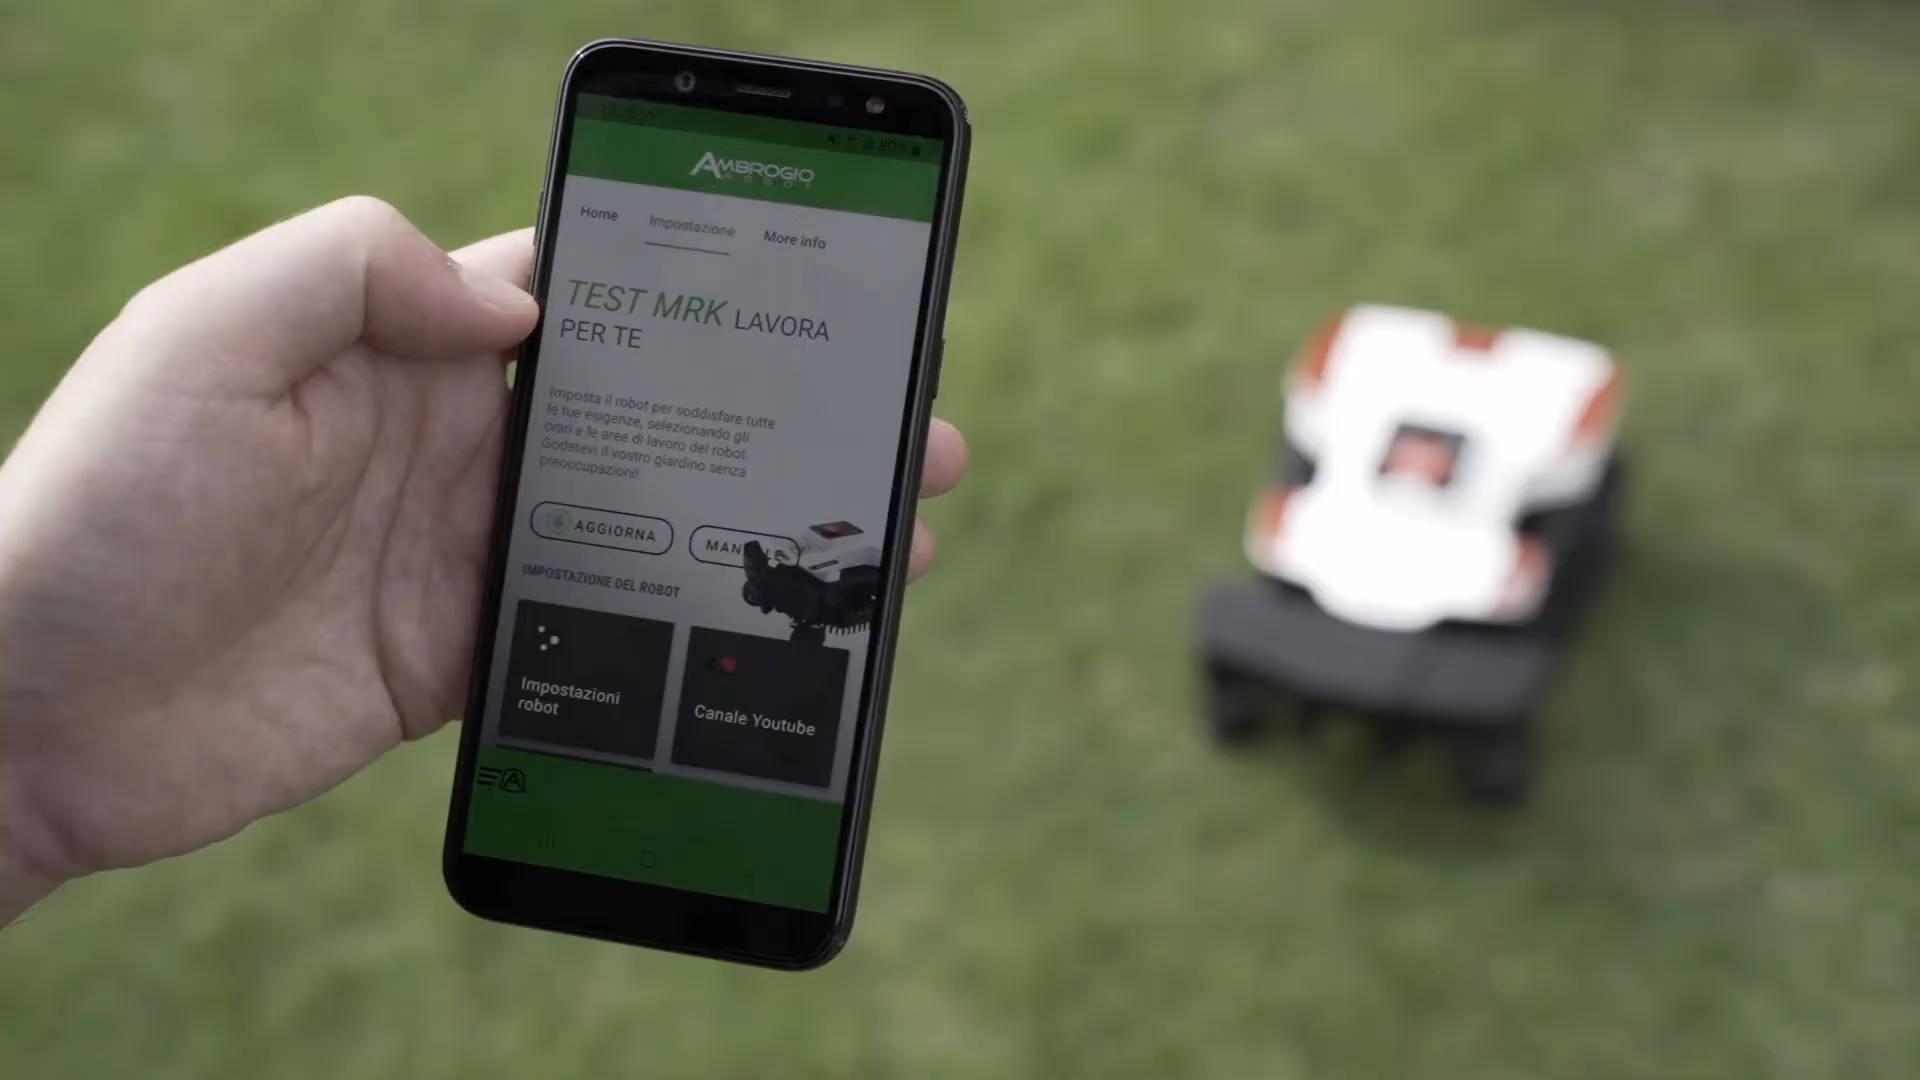 80%
AMBROGIO
ROBOT
Home Impostazione More info
TEST MRK LAVORA
PER TE
Imposta il robot per soddisfare tutte
le tue esigenze, selezionando gli
orari e le aree di lavoro del robot.
Godetevi il vostro giardino senza
preoccupazioni!
AGGIORNA
IMPOSTAZIONE DEL ROBOT
Impostazioni
robot
Canale Youtube